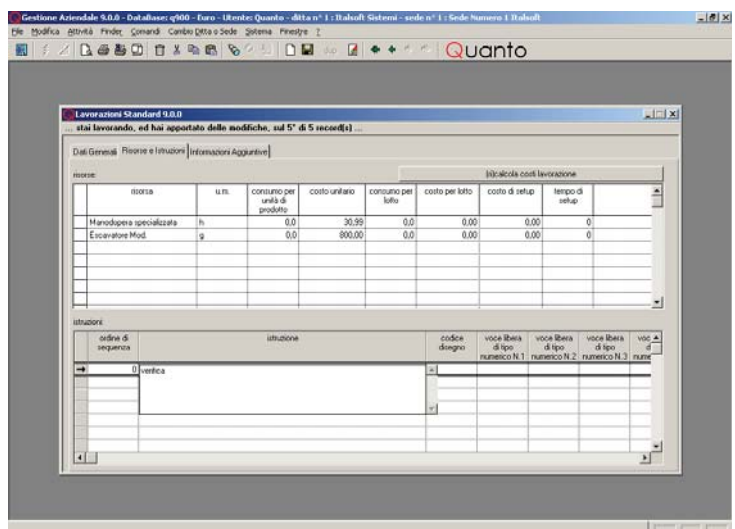 Gestione Aziendale 9.0.0 - DataBase: q900 - Euro - Utente: Quanto - ditta n° 1 : Italsoft Sistemi - sede n° 1 : Sede Numero 1 Italsoft
File Modifica Attività Finder Comandi Cambio Ditta o Sede Sistema Finestre ?
Quanto
Lavorazioni Standard 9.0.0
... stai lavorando, ed hai apportato delle modifiche, sul 5° di 5 record(s) ...
Dati Generali Risorse e Istruzioni Informazioni Aggiuntive
risorse:
(ri)calcola costi lavorazione
risorsa u.m. consumo per unità di prodotto costo unitario consumo per lotto costo per lotto costo di setup tempo di setup
Manodopera specializzata h 0,0 30,99 0,0 0,00 0,00 0
Escavatore Mod. g 0,0 800,00 0,0 0,00 0,00 0
istruzioni:
ordine di sequenza istruzione codice disegno voce libera di tipo numerico N.1 voce libera di tipo numerico N.2 voce libera di tipo numerico N.3
0 verifica